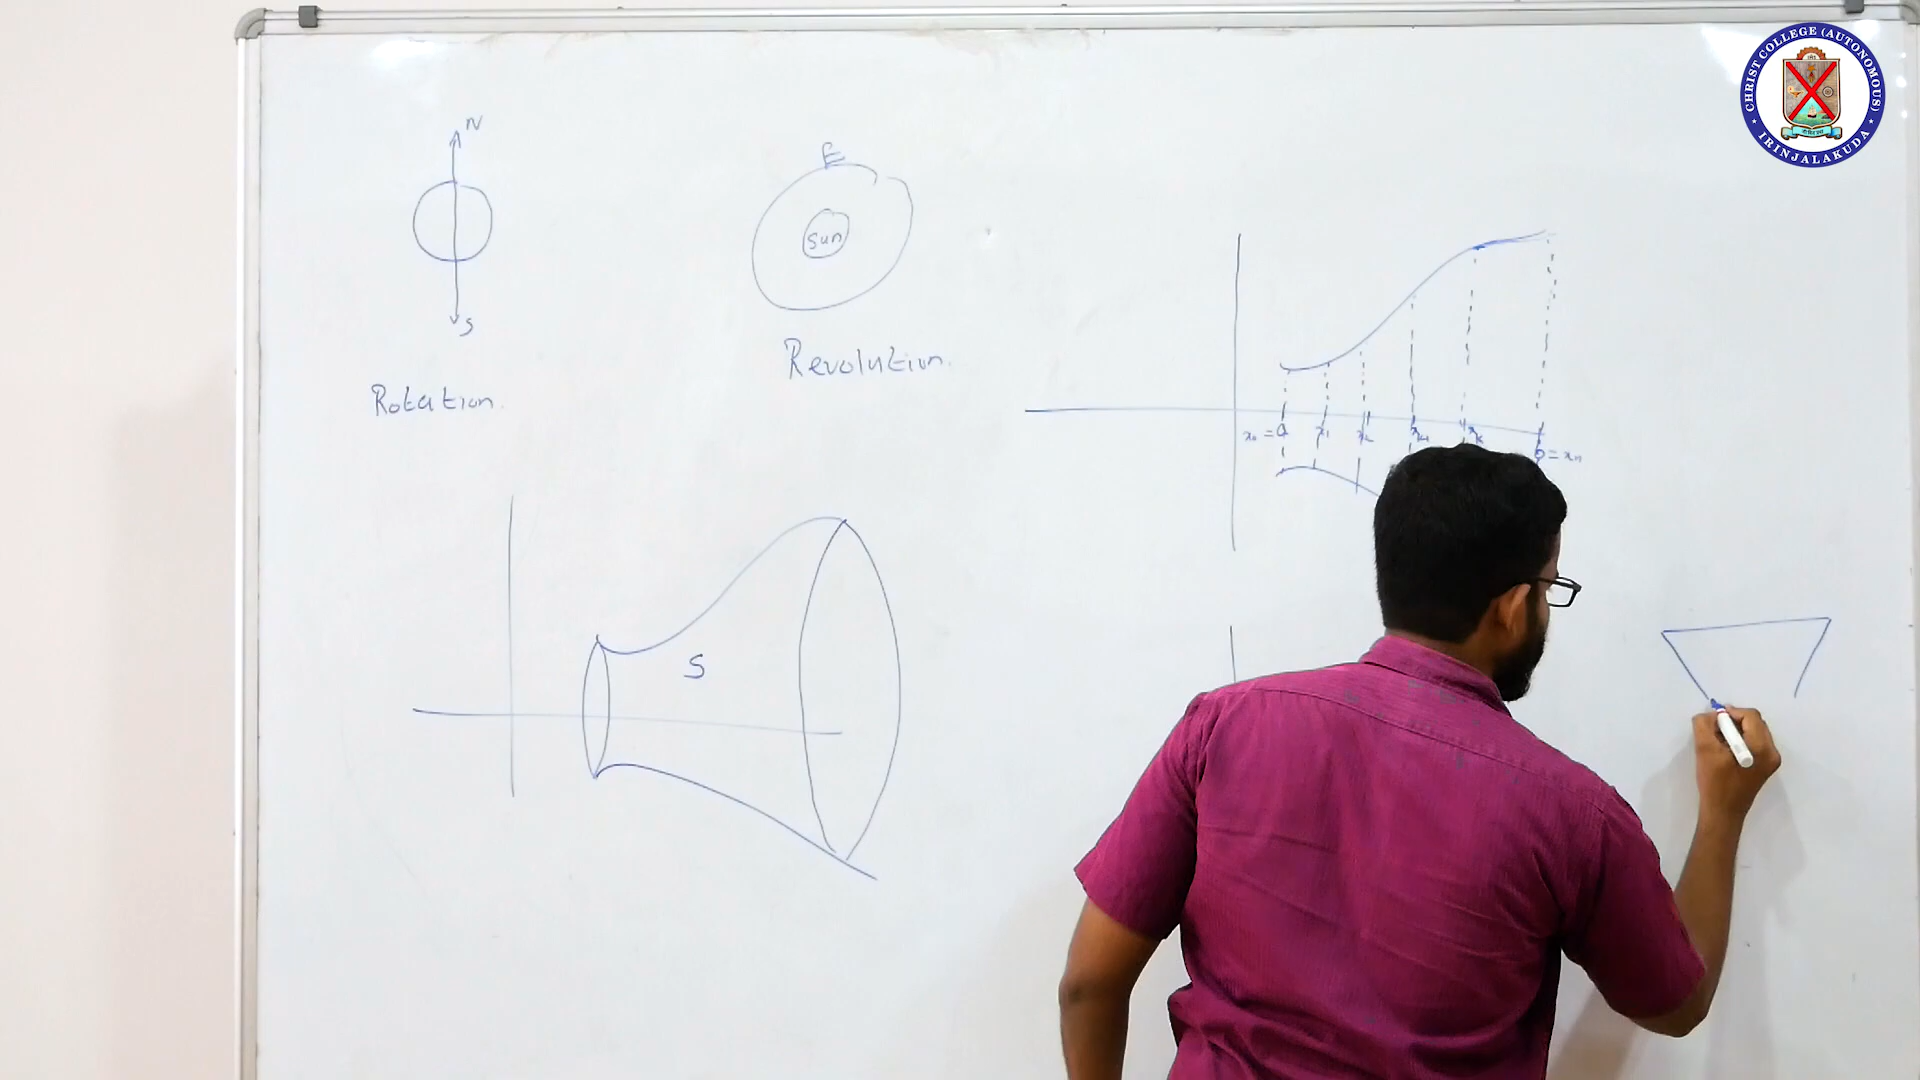 N
S
Rotation.
E
Sun
Revolution.
x₀ = a
x₁
x₂
b = xₙ
S
CHRIST COLLEGE (AUTONOMOUS)
IRINJALAKUDA